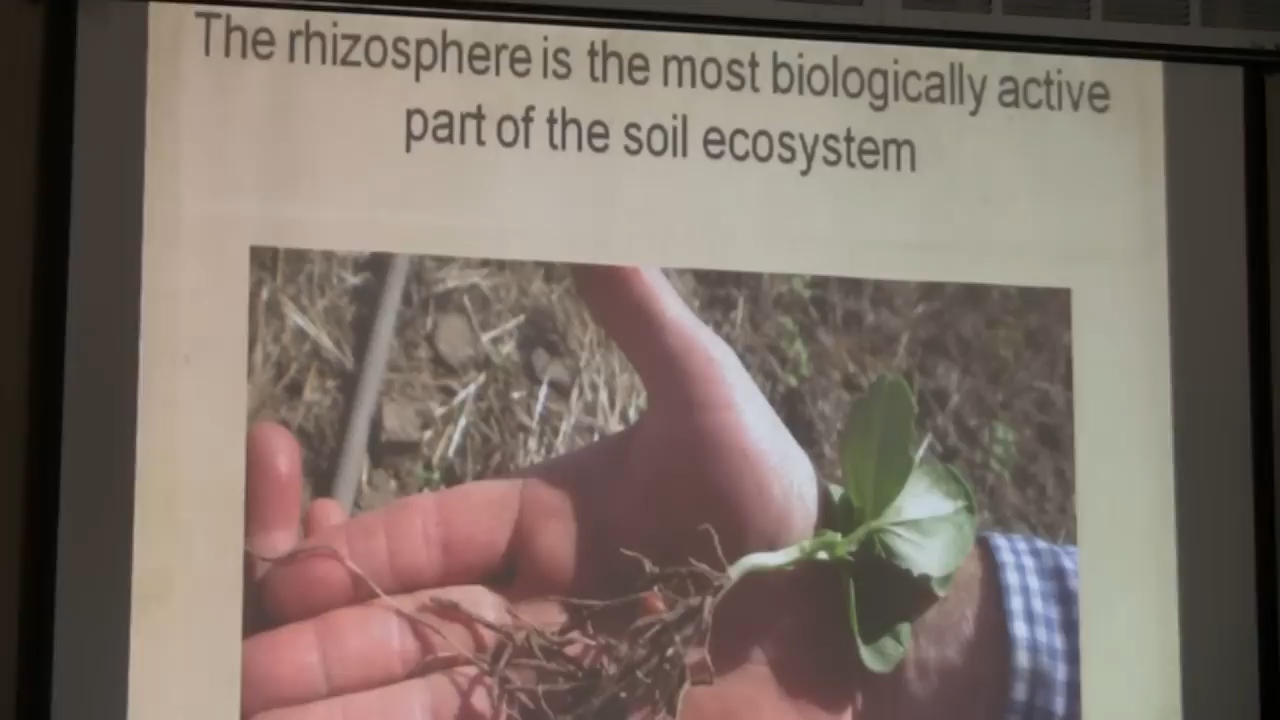 The rhizosphere is the most biologically active
part of the soil ecosystem